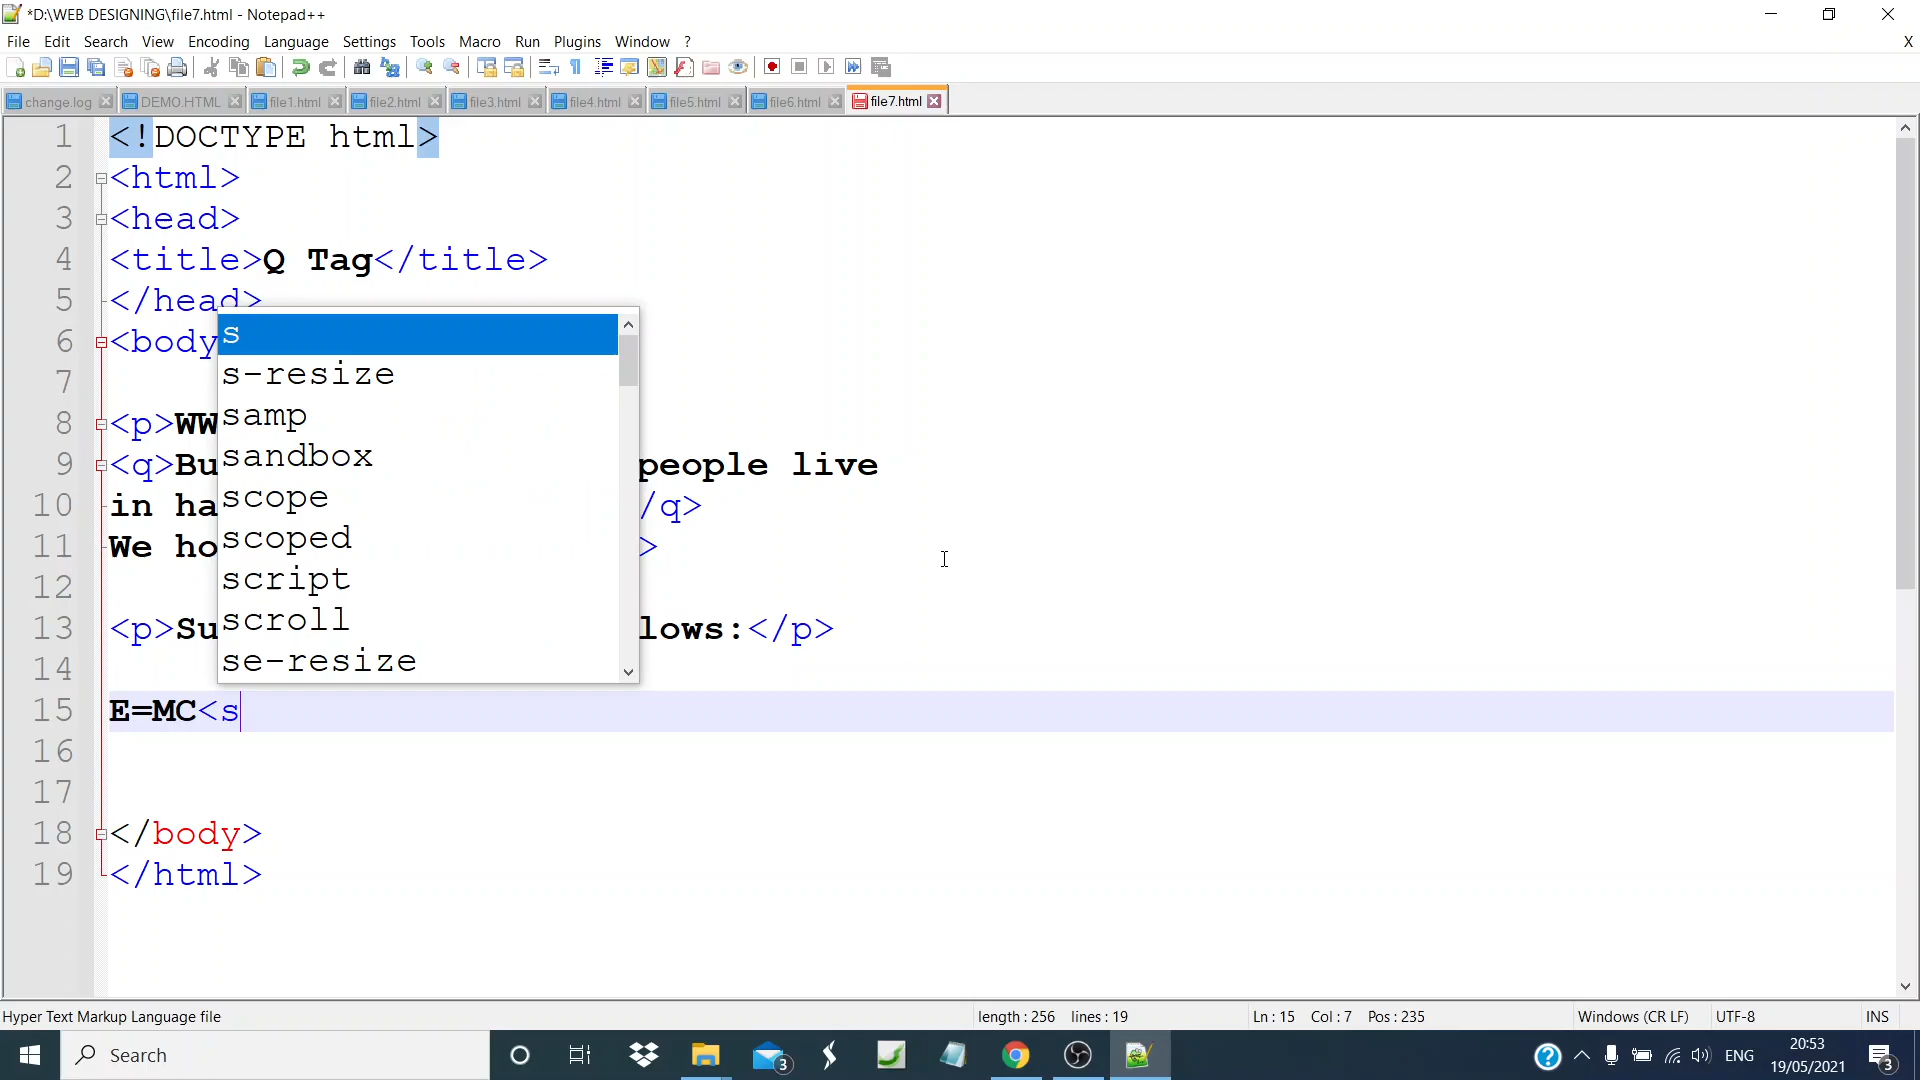 *D:\WEB DESIGNING\file7.html - Notepad++
File Edit Search View Encoding Language Settings Tools Macro Run Plugins Window ? X
change.log DEMO.HTML file1.html file2.html file3.html file4.html file5.html file6.html file7.html
1 <!DOCTYPE html>
2 <html>
3 <head>
4 <title>Q Tag</title>
5 </head>
6 <body
s
7
s-resize
8 <p>WW
samp
9 <q>Bu
sandbox
people live
10 in ha
scope
/q>
11 We ho
scoped
>
12
script
13 <p>Su
scroll
lows:</p>
14
se-resize
15 E=MC<s
16
17
18 </body>
19 </html>
Hyper Text Markup Language file length : 256 lines : 19 Ln : 15 Col : 7 Pos : 235 Windows (CR LF) UTF-8 INS
Search 3 ENG 20:53 3
19/05/2021